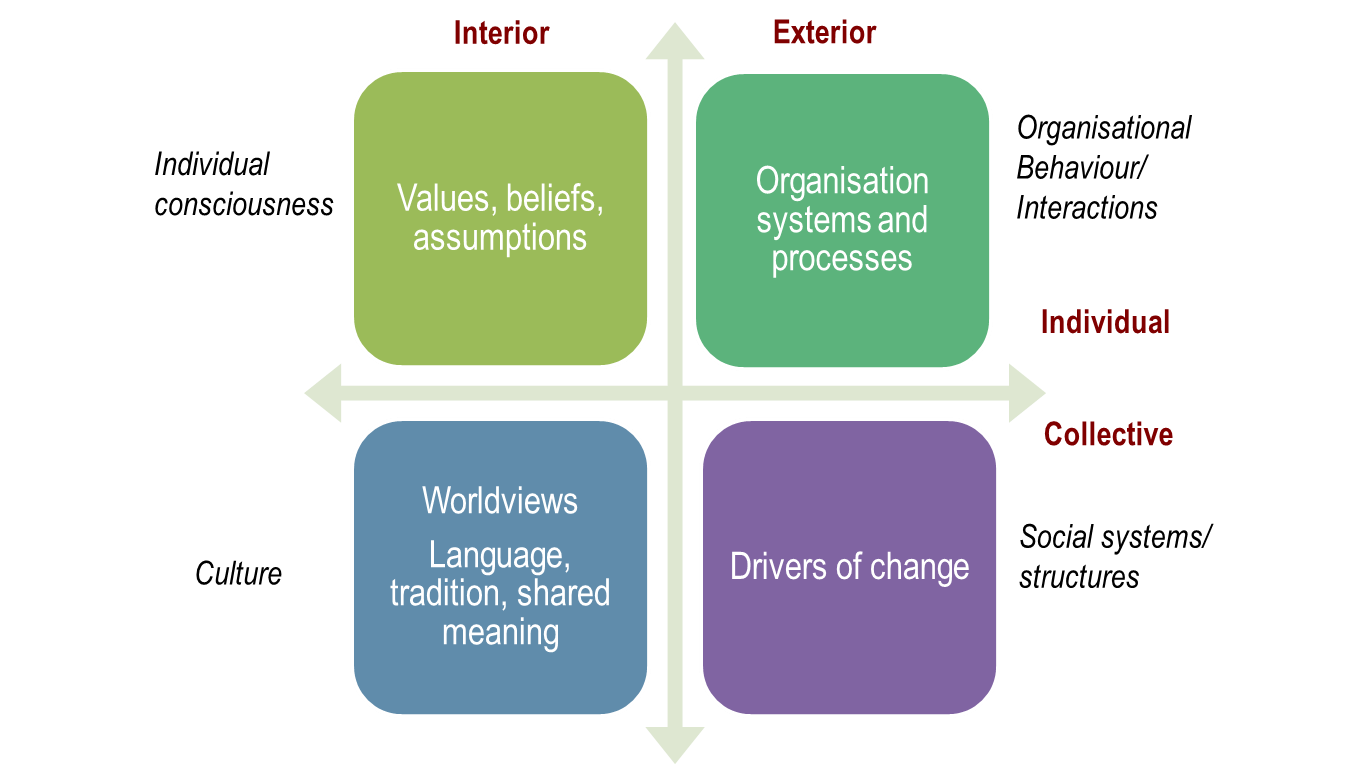 Interior
Exterior
Individual
consciousness
Values, beliefs,
assumptions
Organisation
systems and
processes
Organisational
Behaviour/
Interactions
Individual
Collective
Culture
Worldviews
Language,
tradition, shared
meaning
Drivers of change
Social systems/
structures